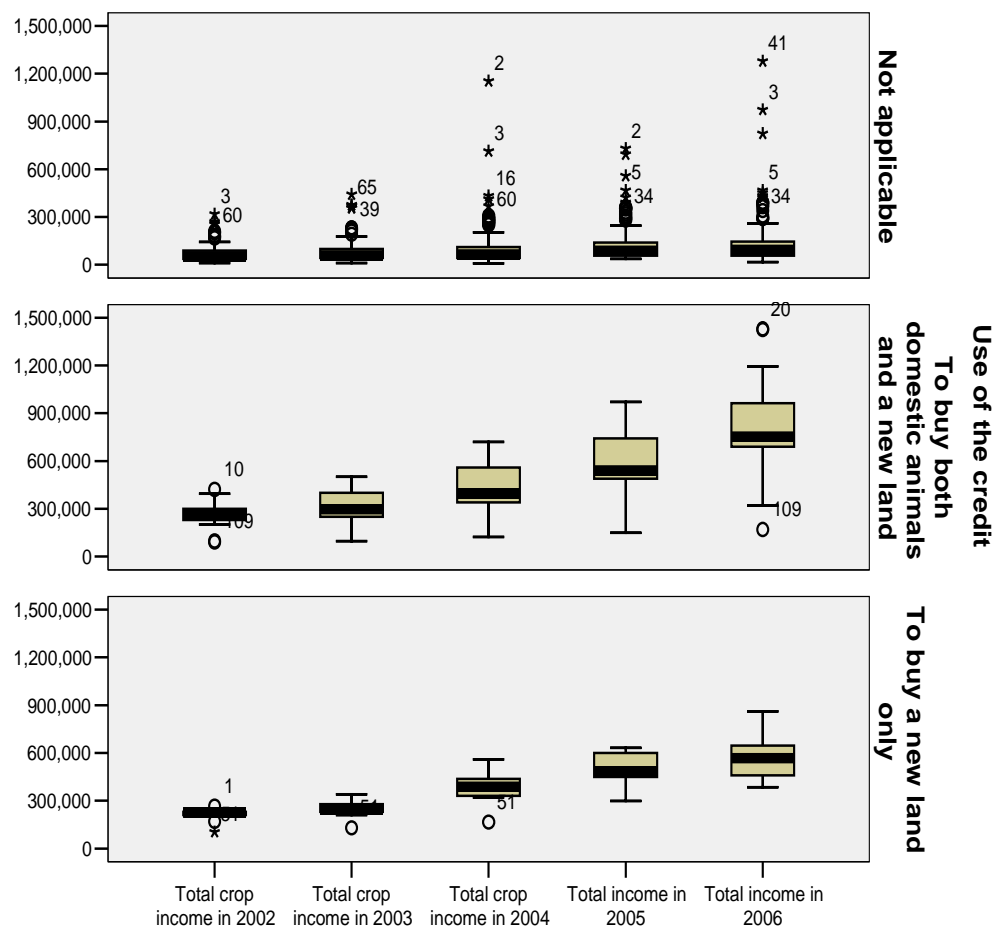 1,500,000
1,200,000
900,000
600,000
300,000
0
3
60
65
39
2
3
16
60
2
5
34
41
3
5
34
Not applicable
1,500,000
1,200,000
900,000
600,000
300,000
0
10
109
20
109
To buy both
domestic animals
and a new land
Use of the credit
1,500,000
1,200,000
900,000
600,000
300,000
0
1
51
51
51
To buy a new land
only
Total crop
income in 2002
Total crop
income in 2003
Total crop
income in 2004
Total income in
2005
Total income in
2006